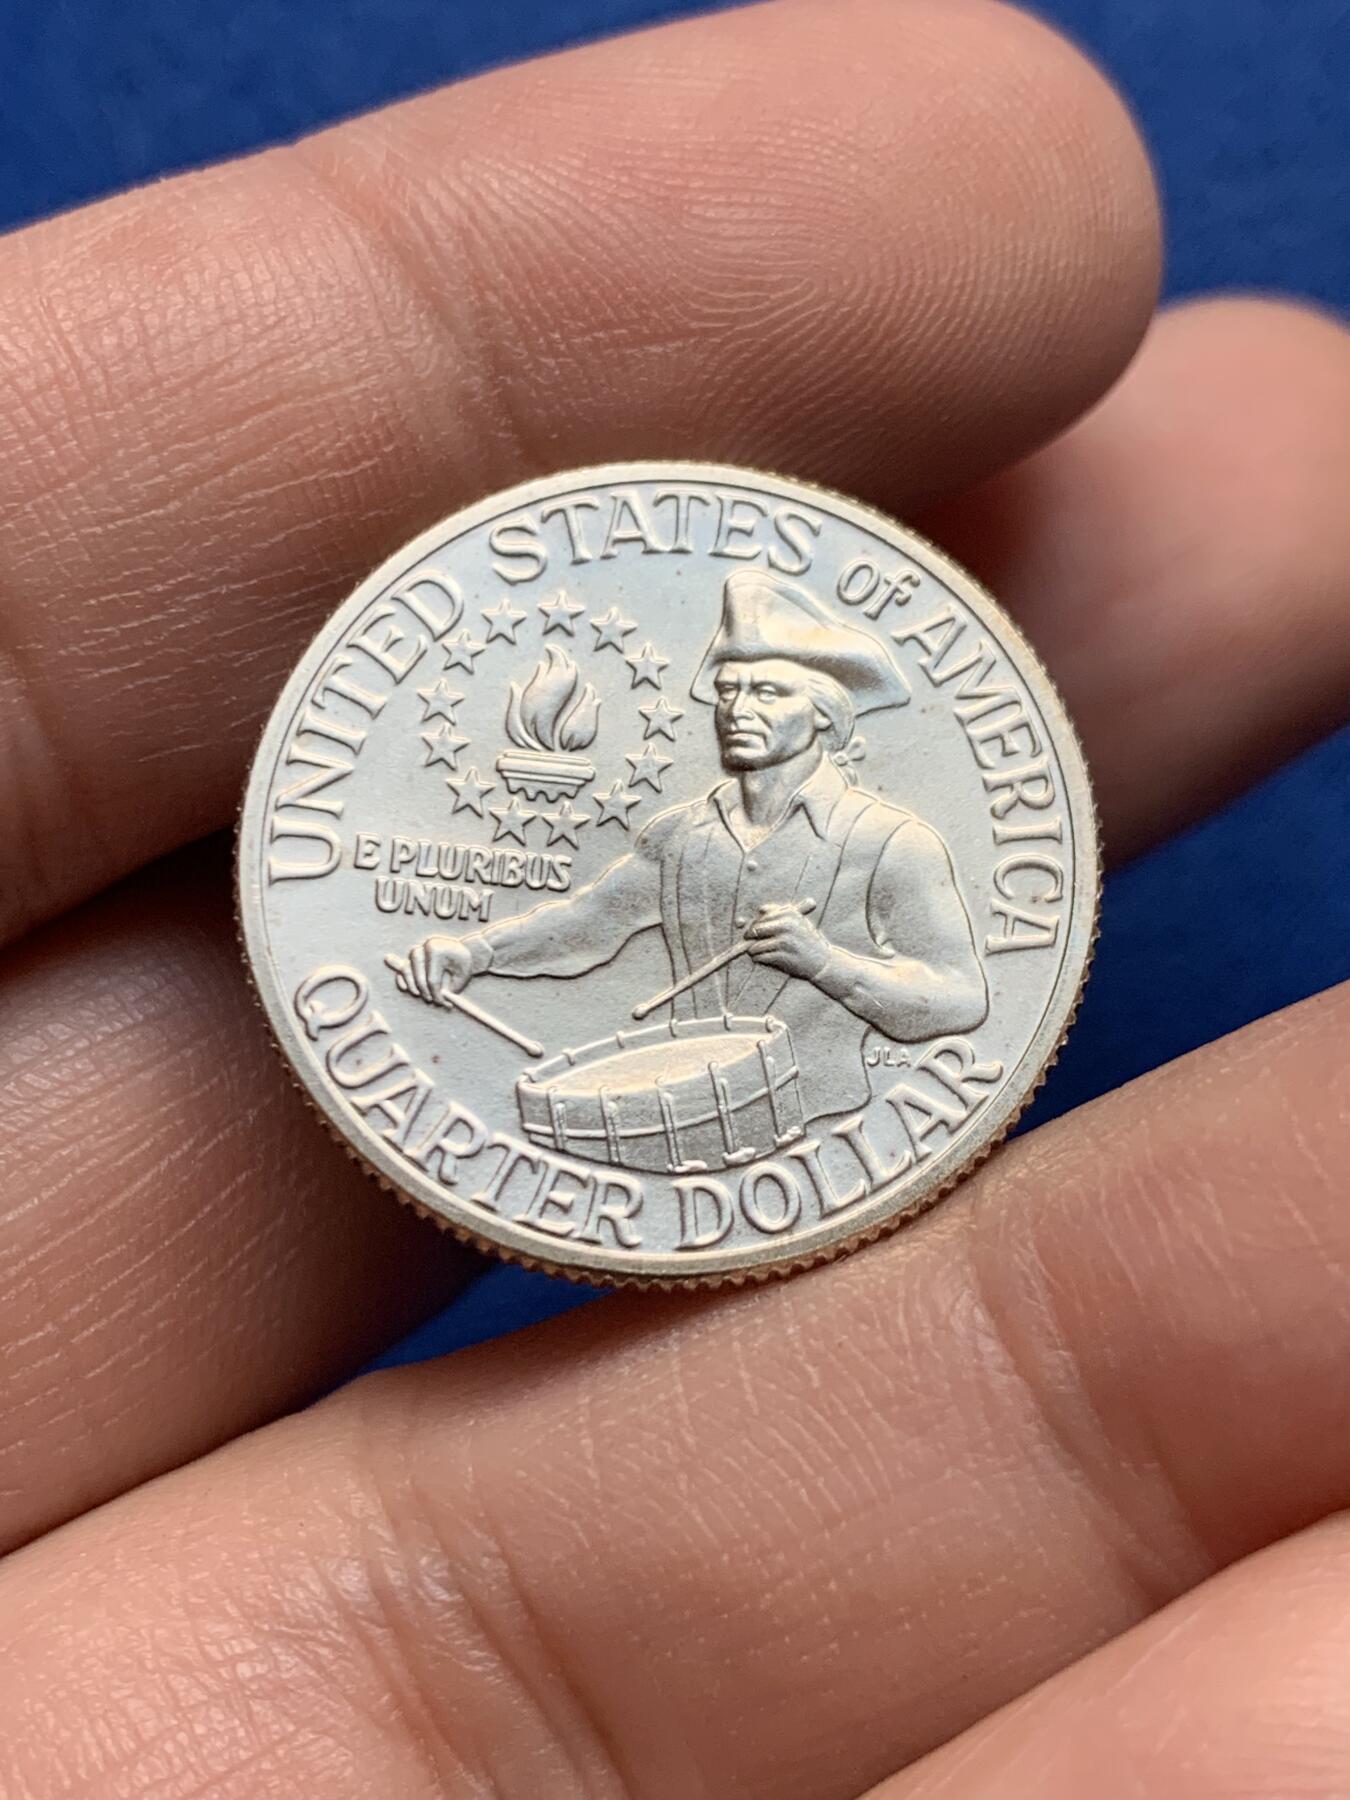 UNITED STATES of AMERICA
E PLURIBUS
UNUM
JLA
QUARTER DOLLAR